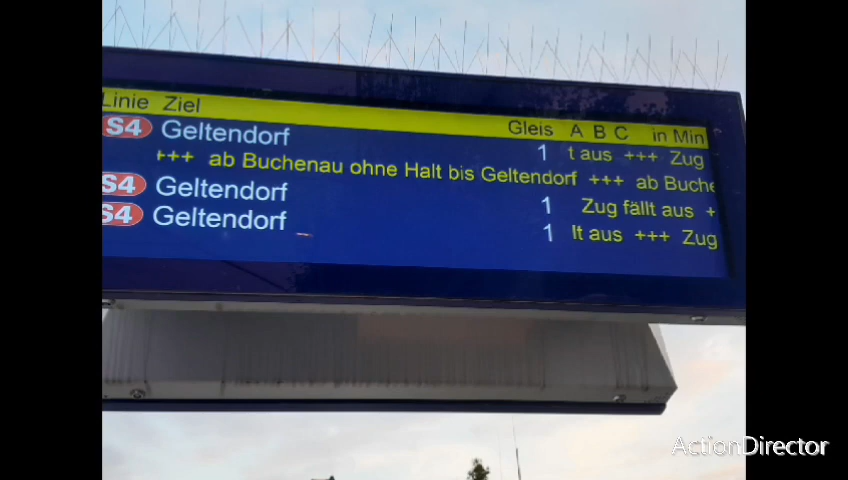 Linie Ziel Gleis A B C in Min
S4 Geltendorf 1 t aus +++ Zug
+++ ab Buchenau ohne Halt bis Geltendorf +++ ab Buche
S4 Geltendorf 1 Zug fällt aus +
S4 Geltendorf 1 lt aus +++ Zug
ActionDirector